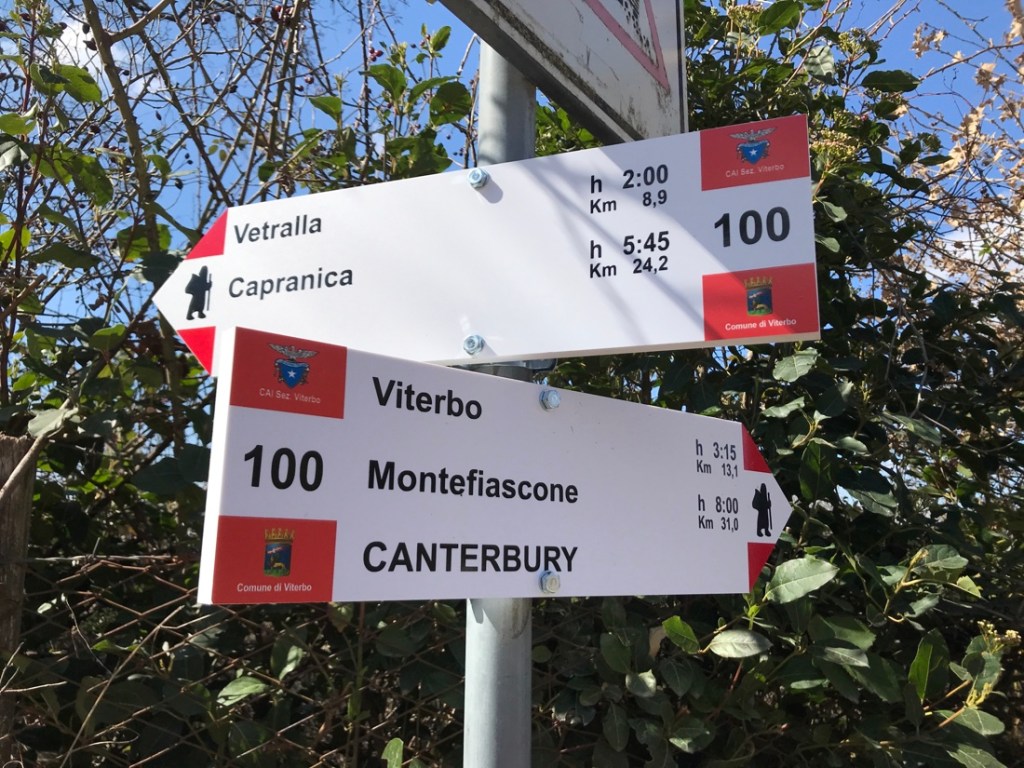 Vetralla h 2:00
Km 8,9
Capranica h 5:45
Km 24,2
CAI Sez. Viterbo
100
Comune di Viterbo
CAI Sez. Viterbo
100
Comune di Viterbo
Viterbo h 3:15
Km 13,1
Montefiascone h 8:00
Km 31,0
CANTERBURY